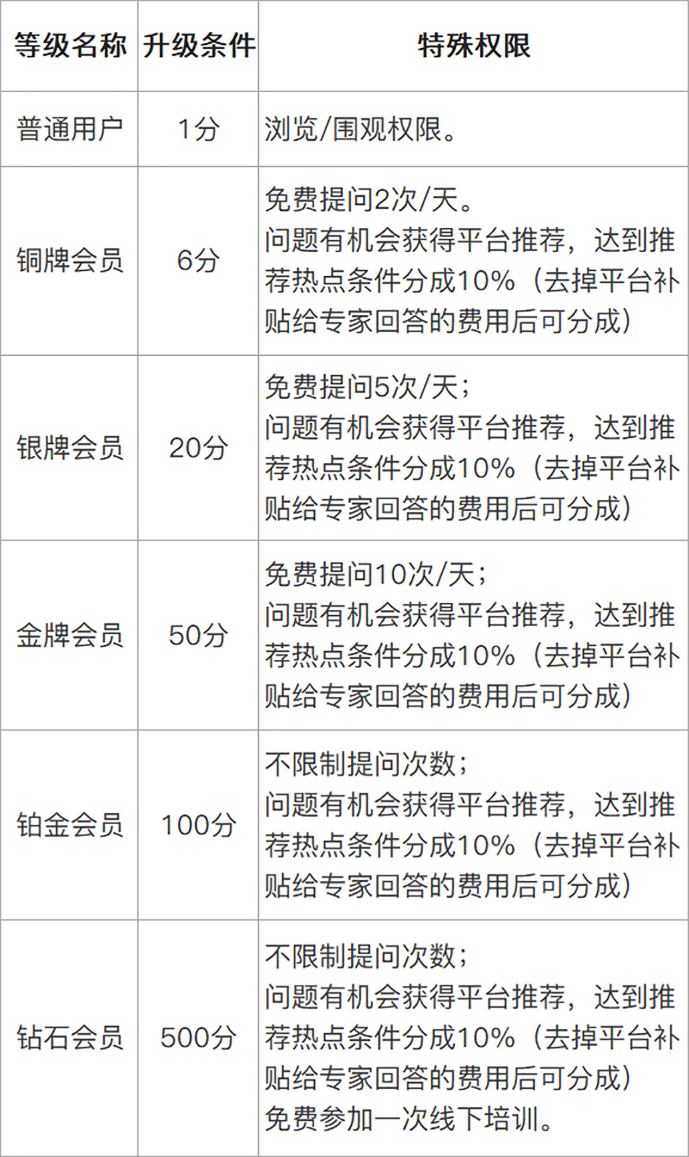 等级名称 升级条件 特殊权限
普通用户 1分 浏览/围观权限。
免费提问2次/天。
问题有机会获得平台推荐，达到推
铜牌会员 6分 荐热点条件分成10%（去掉平台补
贴给专家回答的费用后可分成）
免费提问5次/天；
问题有机会获得平台推荐，达到推
银牌会员 20分 荐热点条件分成10%（去掉平台补
贴给专家回答的费用后可分成）
免费提问10次/天；
问题有机会获得平台推荐，达到推
金牌会员 50分 荐热点条件分成10%（去掉平台补
贴给专家回答的费用后可分成）
不限制提问次数；
问题有机会获得平台推荐，达到推
铂金会员 100分 荐热点条件分成10%（去掉平台补
贴给专家回答的费用后可分成）
不限制提问次数；
问题有机会获得平台推荐，达到推
钻石会员 500分 荐热点条件分成10%（去掉平台补
贴给专家回答的费用后可分成）
免费参加一次线下培训。